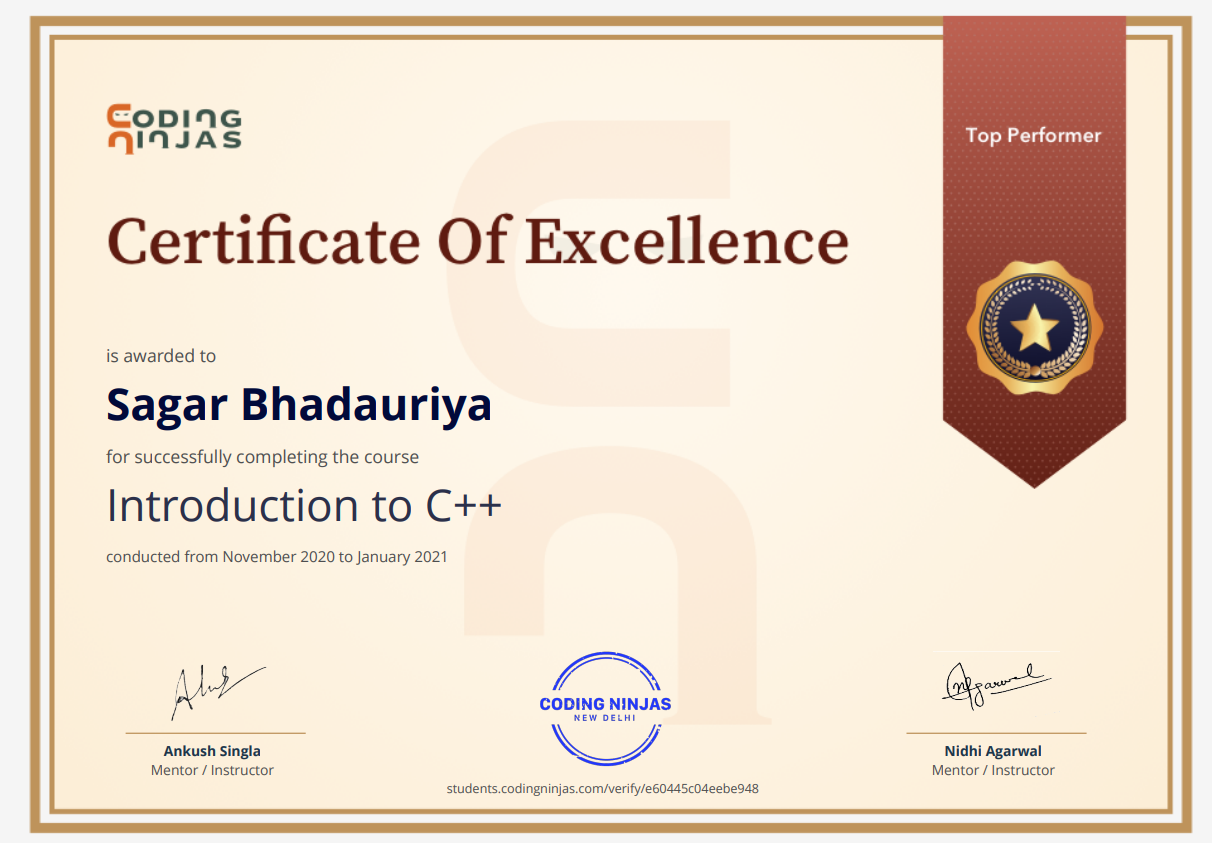 CODING
NINJAS
Top Performer
Certificate Of Excellence
is awarded to
Sagar Bhadauriya
for successfully completing the course
Introduction to C++
conducted from November 2020 to January 2021
Ankush Singla
Mentor / Instructor
CODING NINJAS
NEW DELHI
Nidhi Agarwal
Mentor / Instructor
students.codingninjas.com/verify/e60445c04eebe948